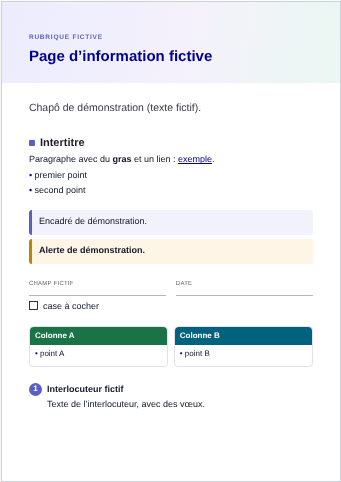 RUBRIQUE FICTIVE
Page d’information fictive
Chapô de démonstration (texte fictif).
Intertitre
Paragraphe avec du gras et un lien : exemple.
• premier point
• second point
Encadré de démonstration.
Alerte de démonstration.
CHAMP FICTIF DATE
case à cocher
Colonne A Colonne B
• point A • point B
1 Interlocuteur fictif
Texte de l’interlocuteur, avec des vœux.